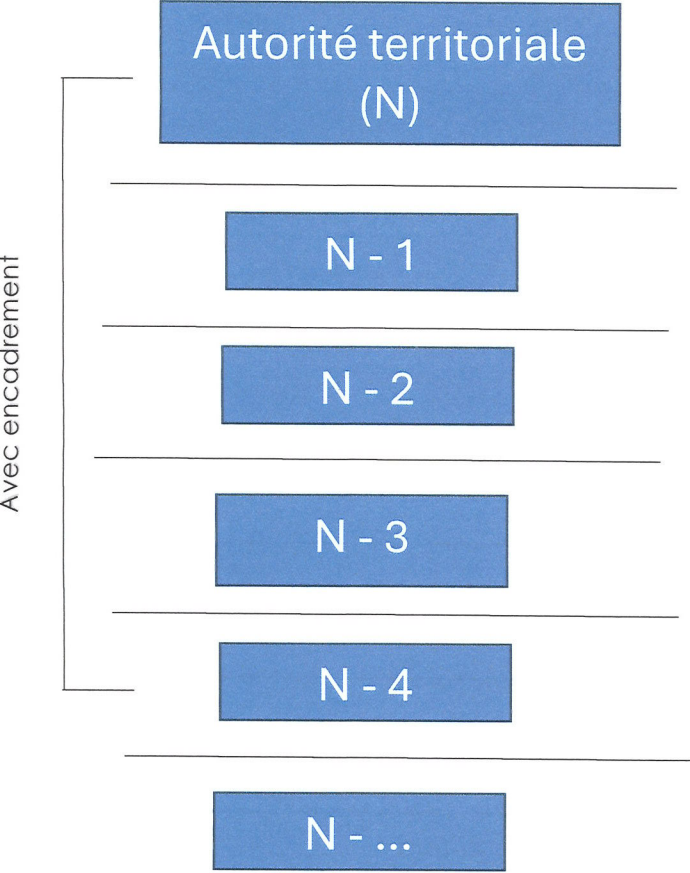 Autorité territoriale
(N)
Avec encadrement
N - 1
N - 2
N - 3
N - 4
N - ...